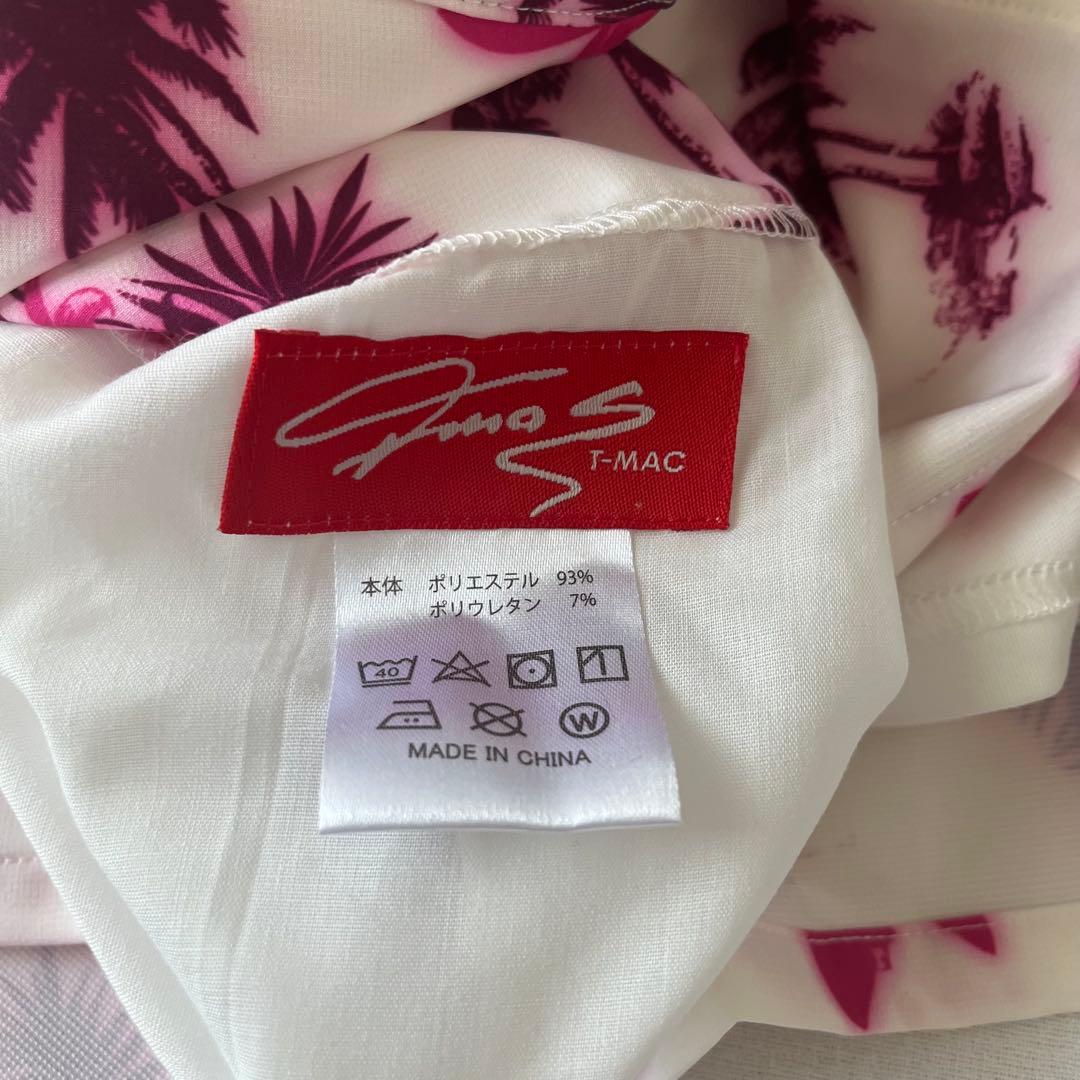 T-MAC
本体 ポリエステル 93%
ポリウレタン 7%
40
W
MADE IN CHINA